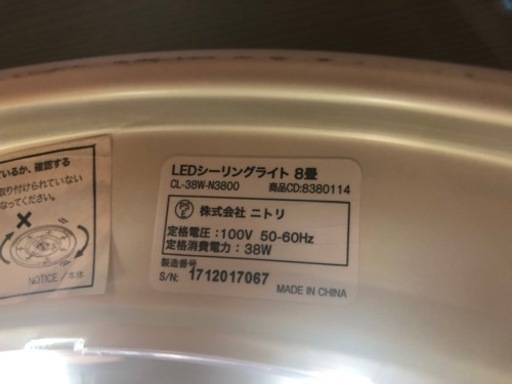 ているか、確認する
取り付けられていない
なってください。
NOTICE／本体
LEDシーリングライト 8畳
CL-38W-N3800 商品CD:8380114
PSE 株式会社 ニトリ
定格電圧：100V 50-60Hz
定格消費電力：38W
製造番号
S/N: 1712017067
MADE IN CHINA